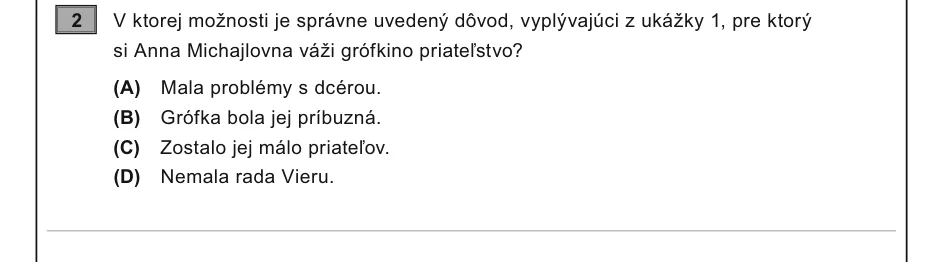 2 V ktorej možnosti je správne uvedený dôvod, vyplývajúci z ukážky 1, pre ktorý
si Anna Michajlovna váži grófkino priateľstvo?
(A) Mala problémy s dcérou.
(B) Grófka bola jej príbuzná.
(C) Zostalo jej málo priateľov.
(D) Nemala rada Vieru.